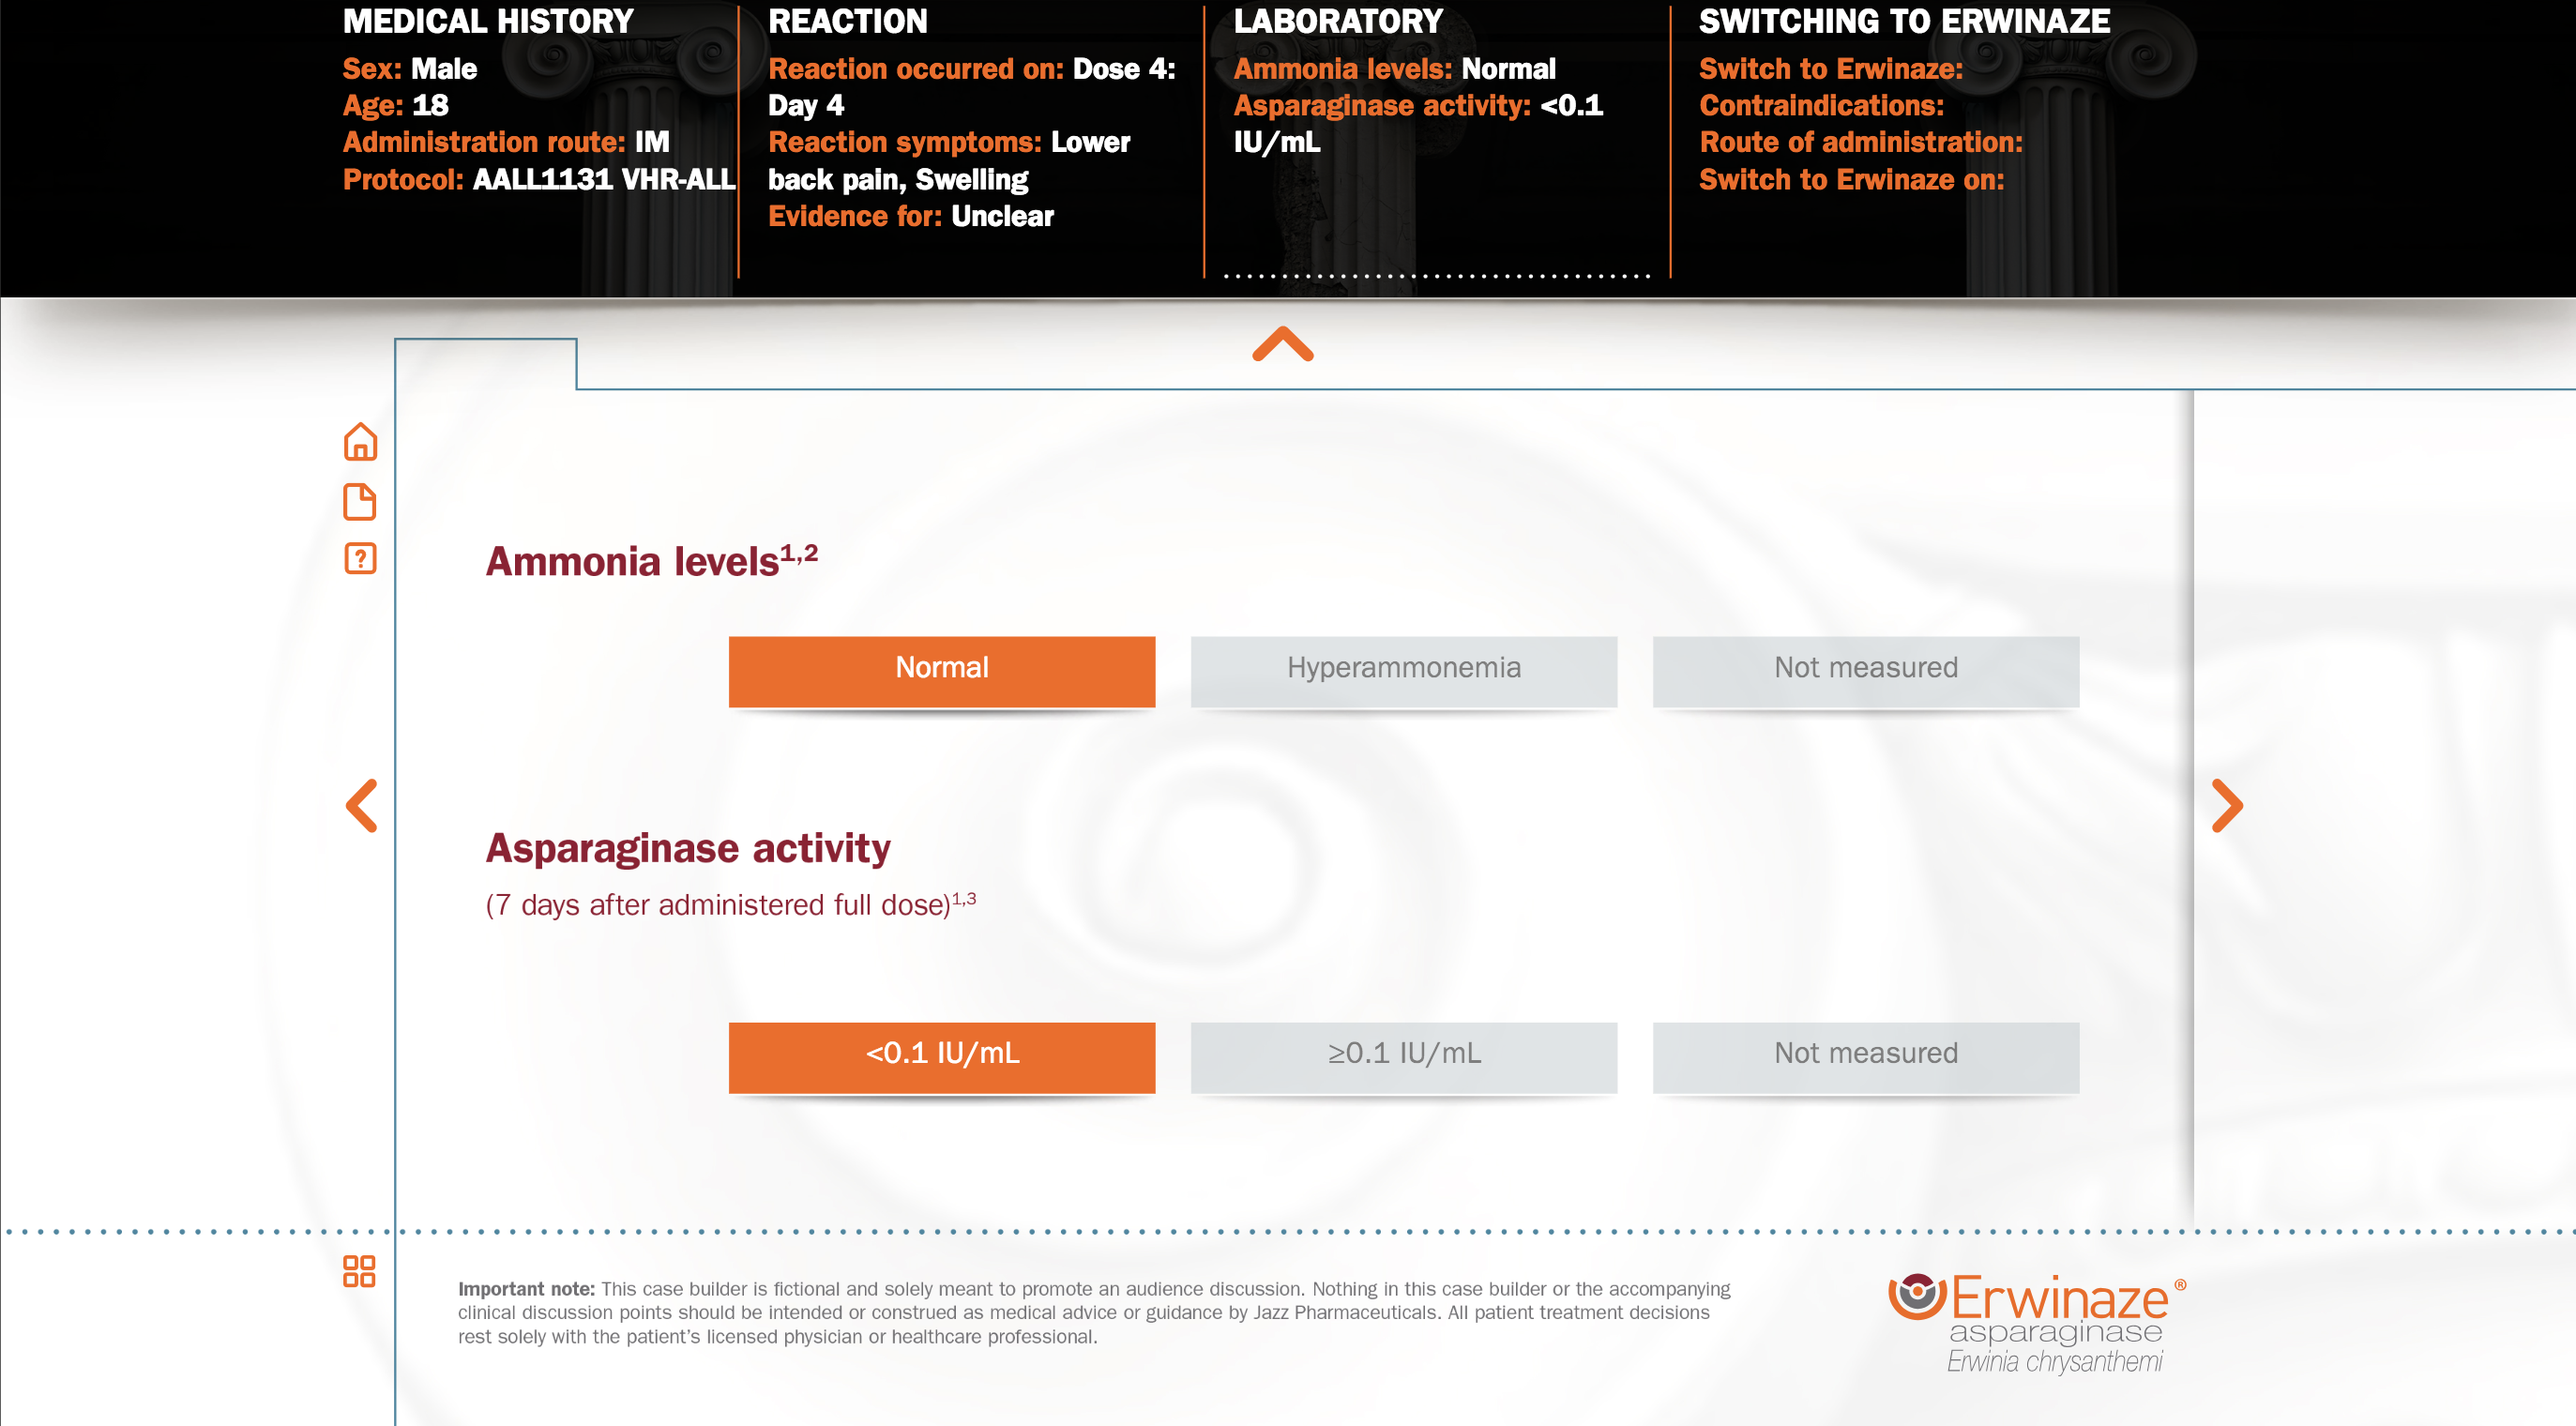 MEDICAL HISTORY
Sex: Male
Age: 18
Administration route: IM
Protocol: AALL1131 VHR-ALL
REACTION
Reaction occurred on: Dose 4:
Day 4
Reaction symptoms: Lower
back pain, Swelling
Evidence for: Unclear
LABORATORY
Ammonia levels: Normal
Asparaginase activity: <0.1
IU/mL
SWITCHING TO ERWINAZE
Switch to Erwinaze:
Contraindications:
Route of administration:
Switch to Erwinaze on:
?
Ammonia levels1,2
Normal
Hyperammonemia
Not measured
Asparaginase activity
(7 days after administered full dose)1,3
<0.1 IU/mL
≥0.1 IU/mL
Not measured
Important note: This case builder is fictional and solely meant to promote an audience discussion. Nothing in this case builder or the accompanying
clinical discussion points should be intended or construed as medical advice or guidance by Jazz Pharmaceuticals. All patient treatment decisions
rest solely with the patient's licensed physician or healthcare professional.
Erwinaze®
asparaginase
Erwinia chrysanthemi